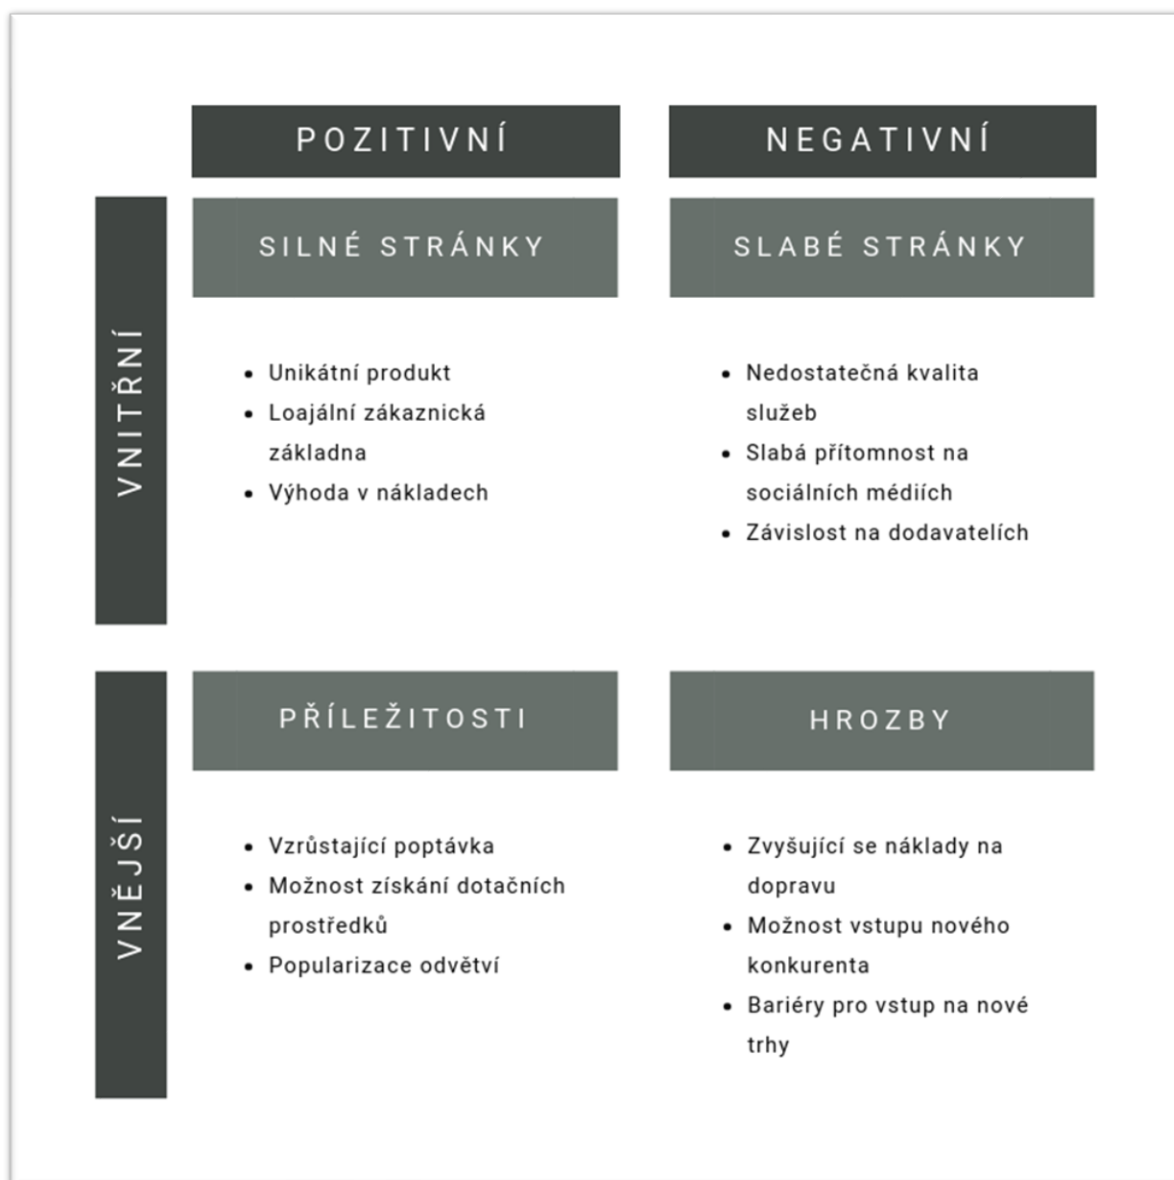 POZITIVNÍ
NEGATIVNÍ
VNITŘNÍ
SILNÉ STRÁNKY
• Unikátní produkt
• Loajální zákaznická
základna
• Výhoda v nákladech
SLABÉ STRÁNKY
• Nedostatečná kvalita
služeb
• Slabá přítomnost na
sociálních médiích
• Závislost na dodavatelích
VNĚJŠÍ
PŘÍLEŽITOSTI
• Vzrůstající poptávka
• Možnost získání dotačních
prostředků
• Popularizace odvětví
HROZBY
• Zvyšující se náklady na
dopravu
• Možnost vstupu nového
konkurenta
• Bariéry pro vstup na nové
trhy